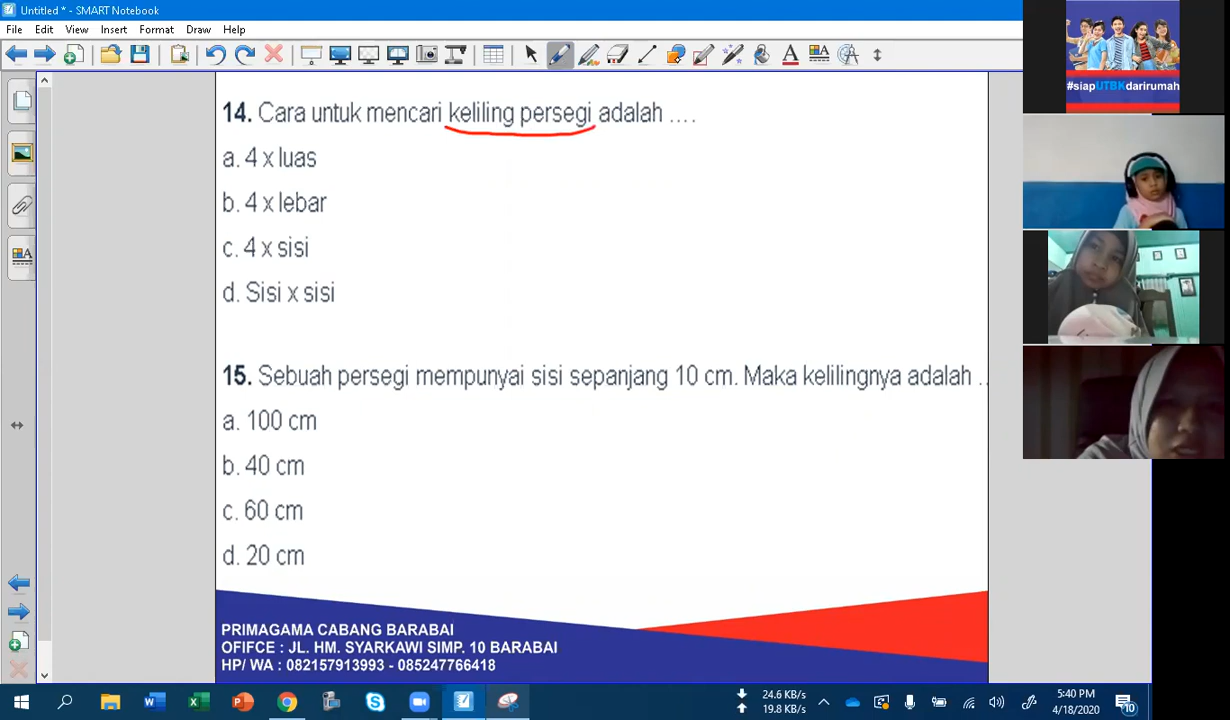 Untitled * - SMART Notebook
File Edit View Insert Format Draw Help
#siapUTBKdarirumah
14. Cara untuk mencari keliling persegi adalah ....
a. 4 x luas
b. 4 x lebar
c. 4 x sisi
d. Sisi x sisi
15. Sebuah persegi mempunyai sisi sepanjang 10 cm. Maka kelilingnya adalah ..
a. 100 cm
b. 40 cm
c. 60 cm
d. 20 cm
PRIMAGAMA CABANG BARABAI
OFIFCE : JL. HM. SYARKAWI SIMP. 10 BARABAI
HP/ WA : 082157913993 - 085247766418
24.6 KB/s
19.8 KB/s
5:40 PM
4/18/2020
10